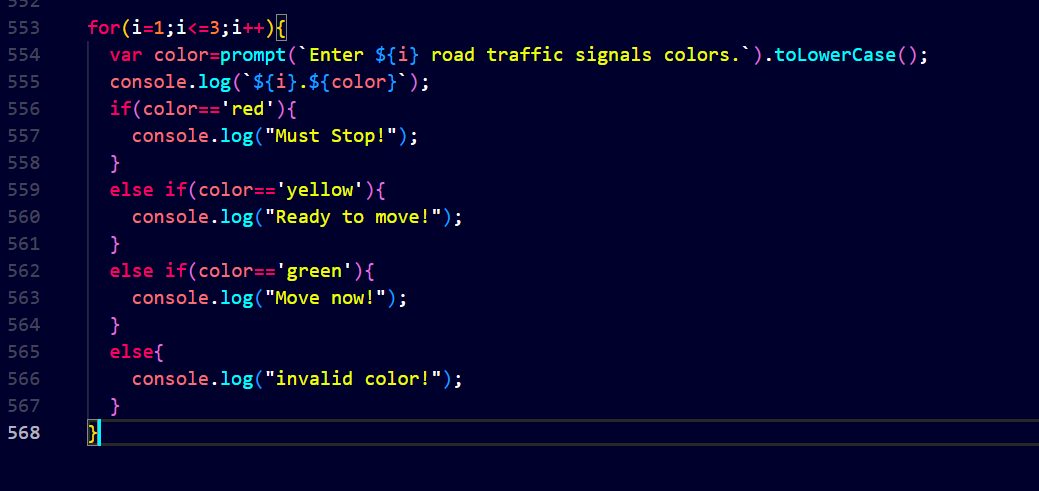 552
553 for(i=1;i<=3;i++){
554 var color=prompt(`Enter ${i} road traffic signals colors.`).toLowerCase();
555 console.log(`${i}.${color}`);
556 if(color=='red'){
557 console.log("Must Stop!");
558 }
559 else if(color=='yellow'){
560 console.log("Ready to move!");
561 }
562 else if(color=='green'){
563 console.log("Move now!");
564 }
565 else{
566 console.log("invalid color!");
567 }
568 }